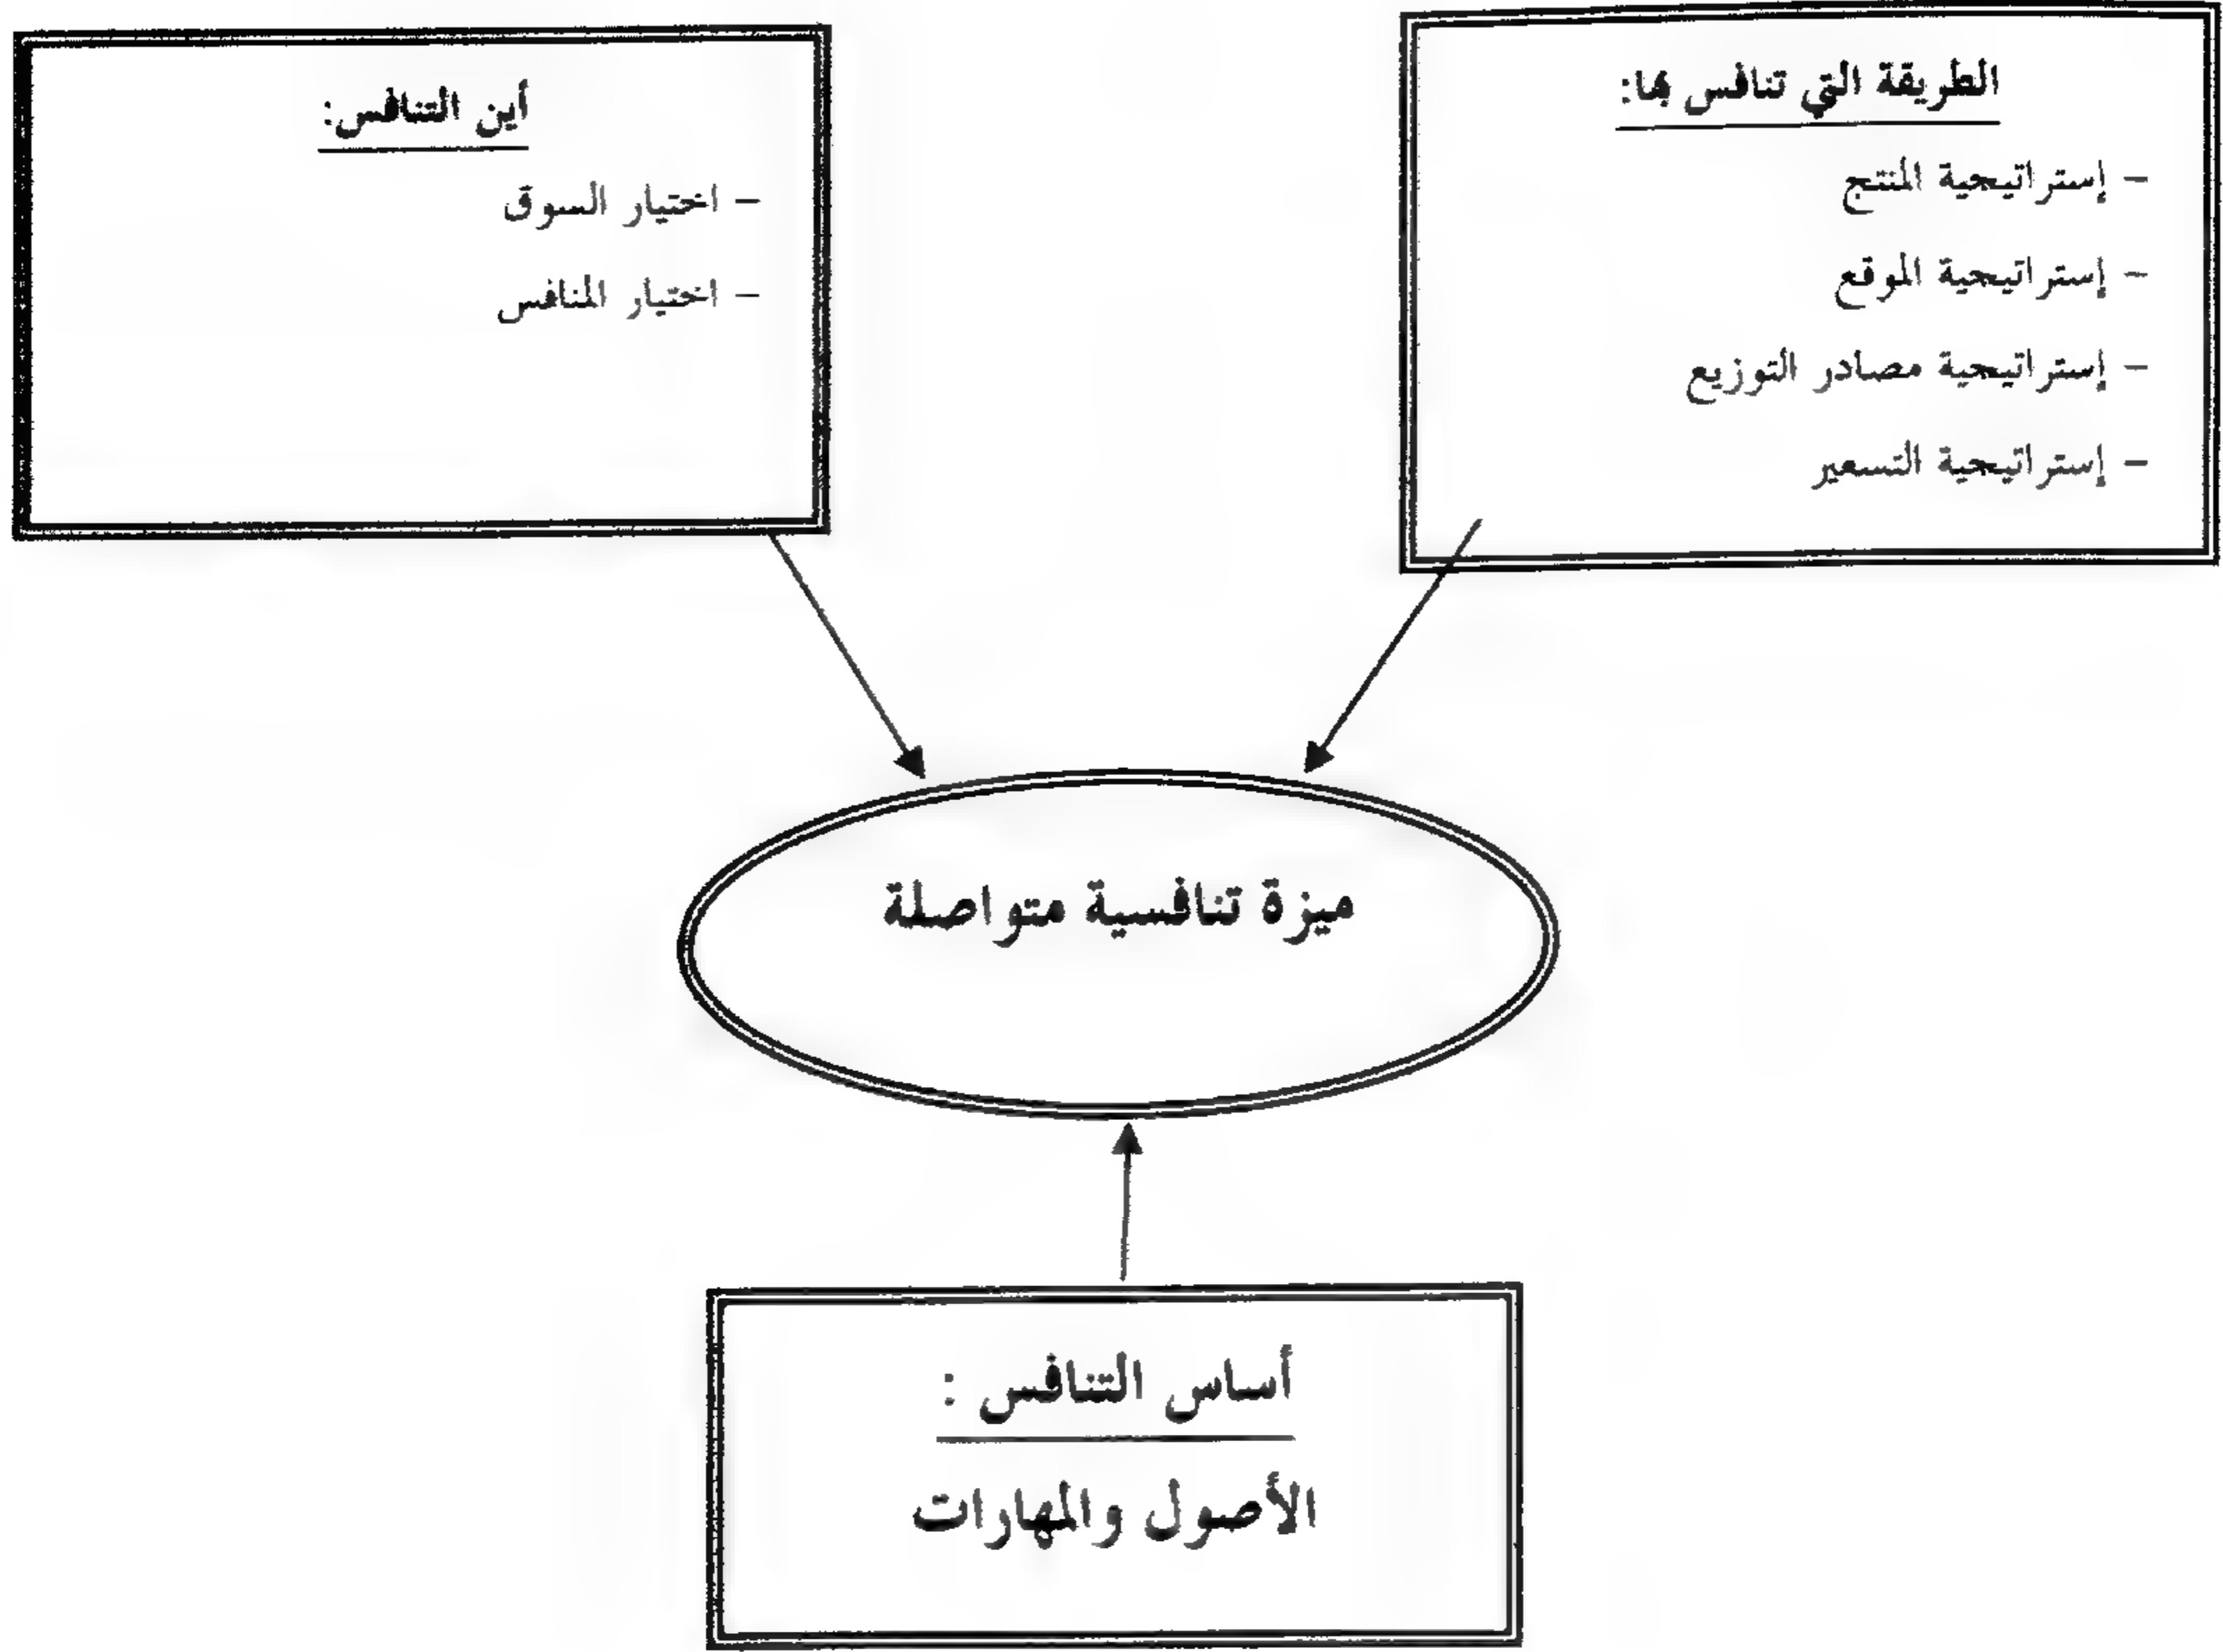 الطريقة التي تنافس بها:
– إستراتيجية المنتج
– إستراتيجية الموقع
– إستراتيجية مصادر التوزيع
– إستراتيجية التسعير
أين التنافس:
– اختيار السوق
– اختيار المنافس
ميزة تنافسية متواصلة
أساس التنافس :
الأصول والمهارات